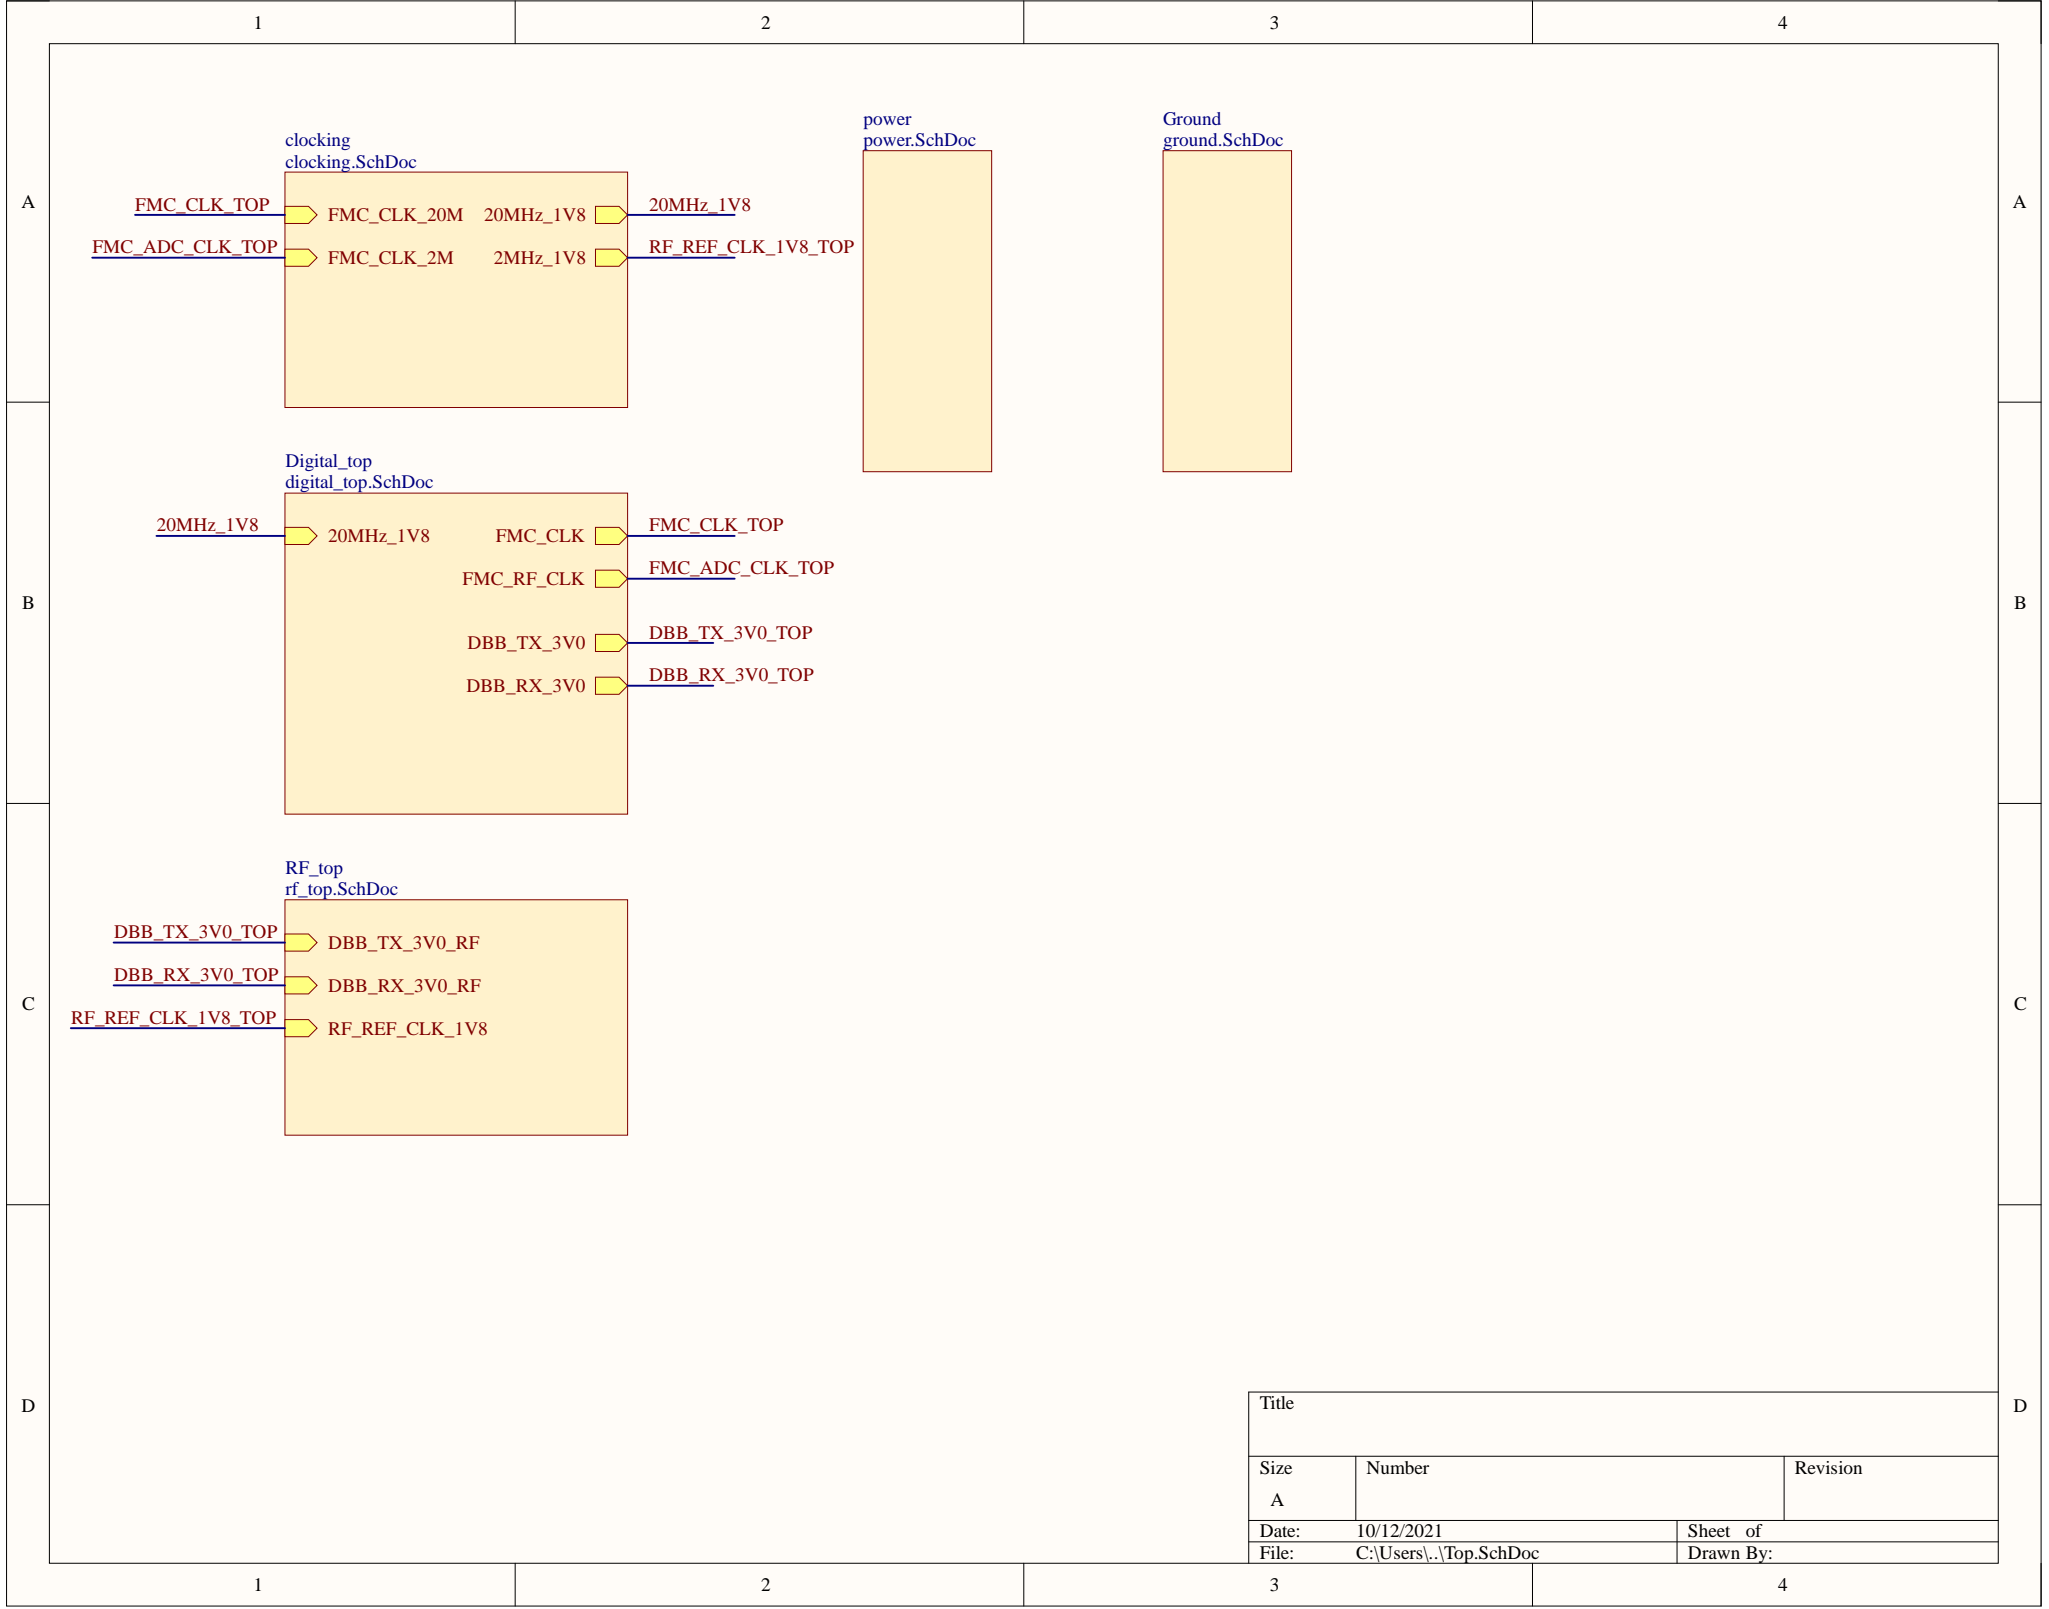 1 2 3 4
A A
B B
C C
D D
clocking
clocking.SchDoc
FMC_CLK_TOP FMC_CLK_20M 20MHz_1V8 20MHz_1V8
FMC_ADC_CLK_TOP FMC_CLK_2M 2MHz_1V8 RF_REF_CLK_1V8_TOP
power
power.SchDoc
Ground
ground.SchDoc
Digital_top
digital_top.SchDoc
20MHz_1V8 20MHz_1V8 FMC_CLK FMC_CLK_TOP
FMC_RF_CLK FMC_ADC_CLK_TOP
DBB_TX_3V0 DBB_TX_3V0_TOP
DBB_RX_3V0 DBB_RX_3V0_TOP
RF_top
rf_top.SchDoc
DBB_TX_3V0_TOP DBB_TX_3V0_RF
DBB_RX_3V0_TOP DBB_RX_3V0_RF
RF_REF_CLK_1V8_TOP RF_REF_CLK_1V8
Title
Size Number Revision
A
Date: 10/12/2021 Sheet of
File: C:\Users\..\Top.SchDoc Drawn By:
1 2 3 4